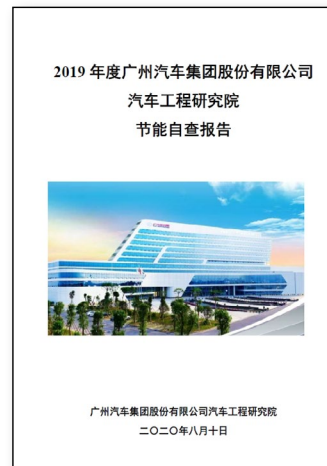 2019 年度广州汽车集团股份有限公司
汽车工程研究院
节能自查报告
广州汽车集团股份有限公司汽车工程研究院
二〇二〇年八月十日